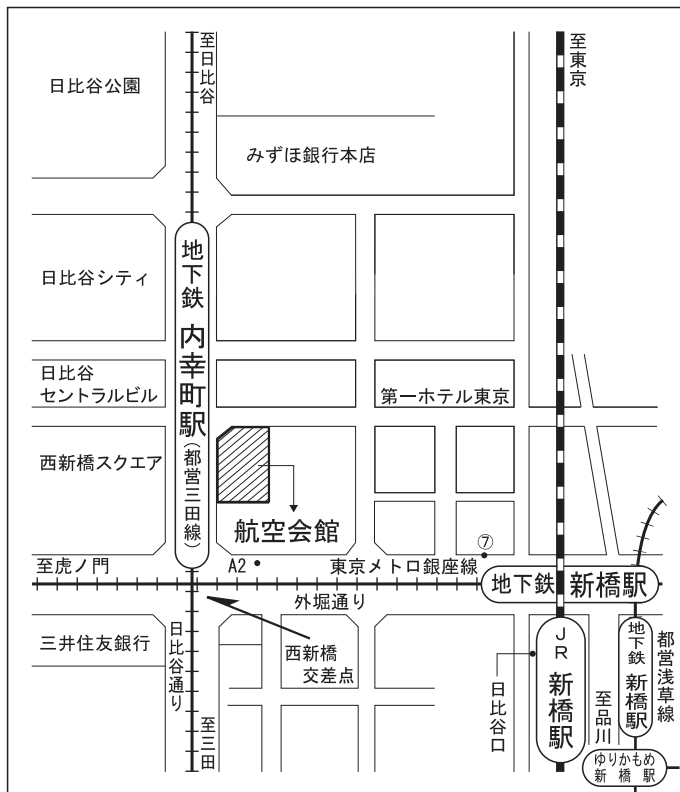 至日比谷
至東京
日比谷公園
みずほ銀行本店
日比谷シティ
地下鉄 内幸町駅（都営三田線）
日比谷
セントラルビル
第一ホテル東京
西新橋スクエア
航空会館
⑦
至虎ノ門
A2
東京メトロ銀座線
地下鉄 新橋駅
外堀通り
三井住友銀行
日比谷通り
西新橋
交差点
至三田
日比谷口
JR 新橋駅
至品川
地下鉄 新橋駅
都営浅草線
ゆりかもめ
新橋駅